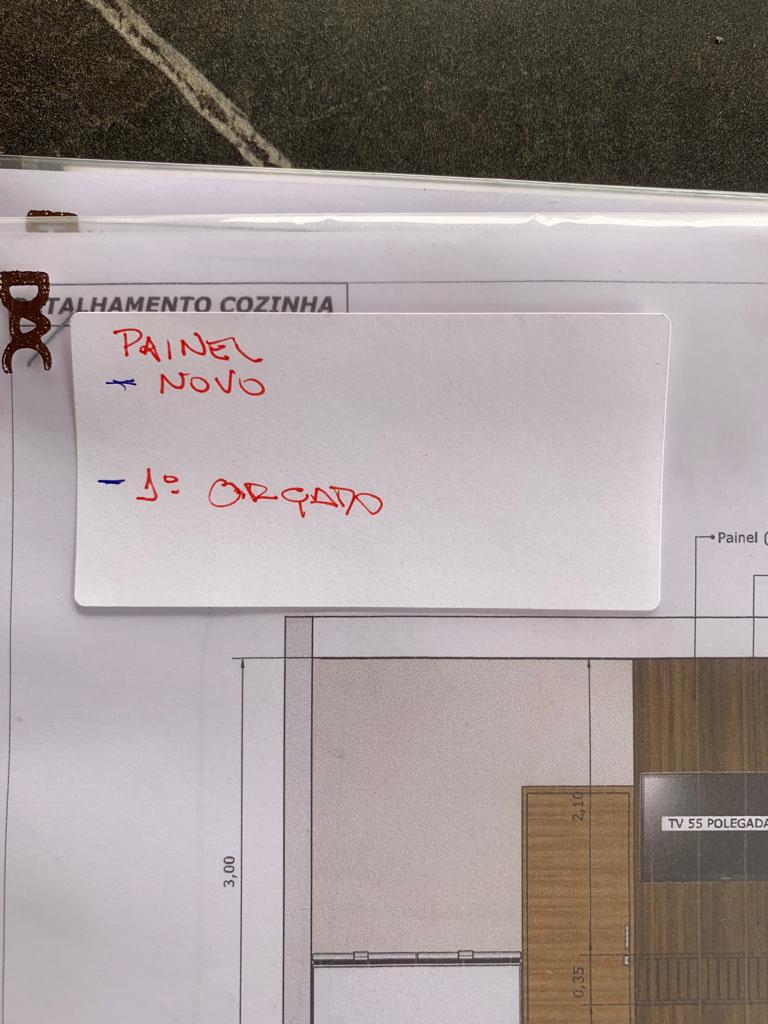 TALHAMENTO COZINHA
PAINEL
- NOVO
- 1º ORÇADO
Painel (
3,00
2,10
TV 55 POLEGADA
0,35